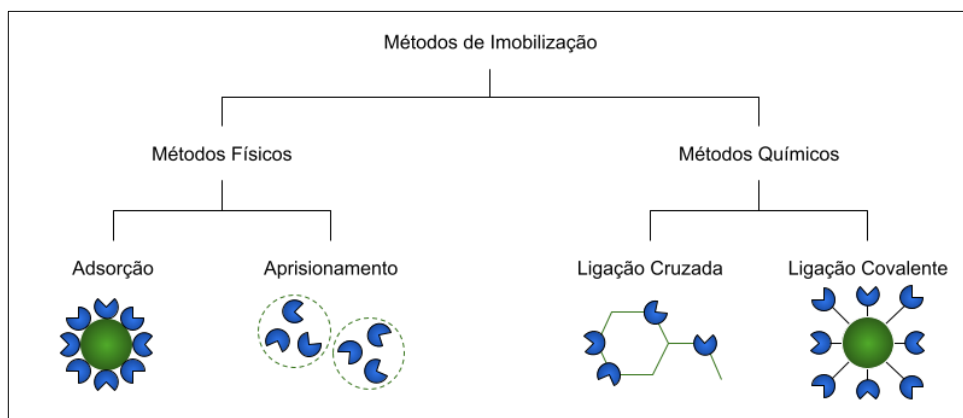 Métodos de Imobilização
Métodos Físicos
Métodos Químicos
Adsorção
Aprisionamento
Ligação Cruzada
Ligação Covalente